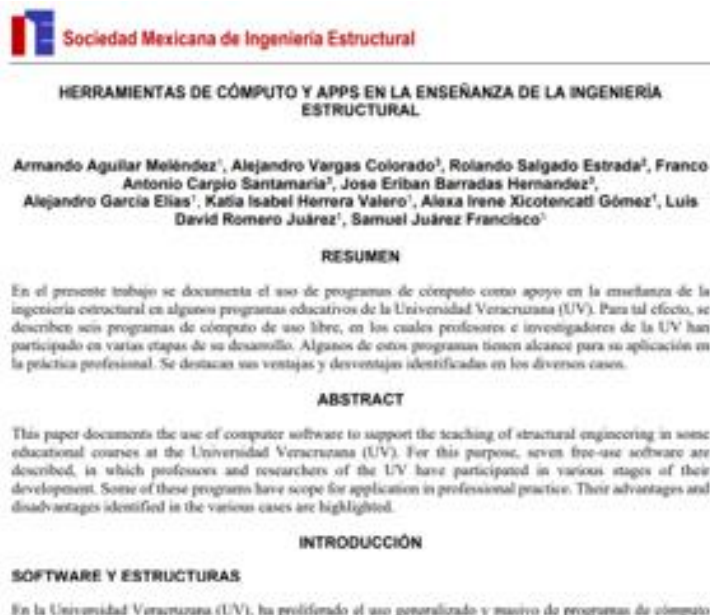 Sociedad Mexicana de Ingeniería Estructural
HERRAMIENTAS DE CÓMPUTO Y APPS EN LA ENSEÑANZA DE LA INGENIERÍA
ESTRUCTURAL
Armando Aguilar Meléndez¹, Alejandro Vargas Colorado³, Rolando Salgado Estrada², Franco
Antonio Carpio Santamaria³, Jose Eriban Barradas Hernandez³,
Alejandro García Elías¹, Katia Isabel Herrera Valero¹, Alexa Irene Xicotencatl Gómez¹, Luis
David Romero Juárez¹, Samuel Juárez Francisco¹
RESUMEN
En el presente trabajo se documenta el uso de programas de cómputo como apoyo en la enseñanza de la
ingeniería estructural en algunos programas educativos de la Universidad Veracruzana (UV). Para tal efecto, se
describen seis programas de cómputo de uso libre, en los cuales profesores e investigadores de la UV han
participado en varias etapas de su desarrollo. Algunos de estos programas tienen alcance para su aplicación en
la práctica profesional. Se destacan sus ventajas y desventajas identificadas en los diversos casos.
ABSTRACT
This paper documents the use of computer software to support the teaching of structural engineering in some
educational courses at the Universidad Veracruzana (UV). For this purpose, seven free-use software are
described, in which professors and researchers of the UV have participated in various stages of their
development. Some of these programs have scope for application in professional practice. Their advantages and
disadvantages identified in the various cases are highlighted.
INTRODUCCIÓN
SOFTWARE Y ESTRUCTURAS
En la Universidad Veracruzana (UV), ha proliferado el uso generalizado y masivo de programas de cómputo